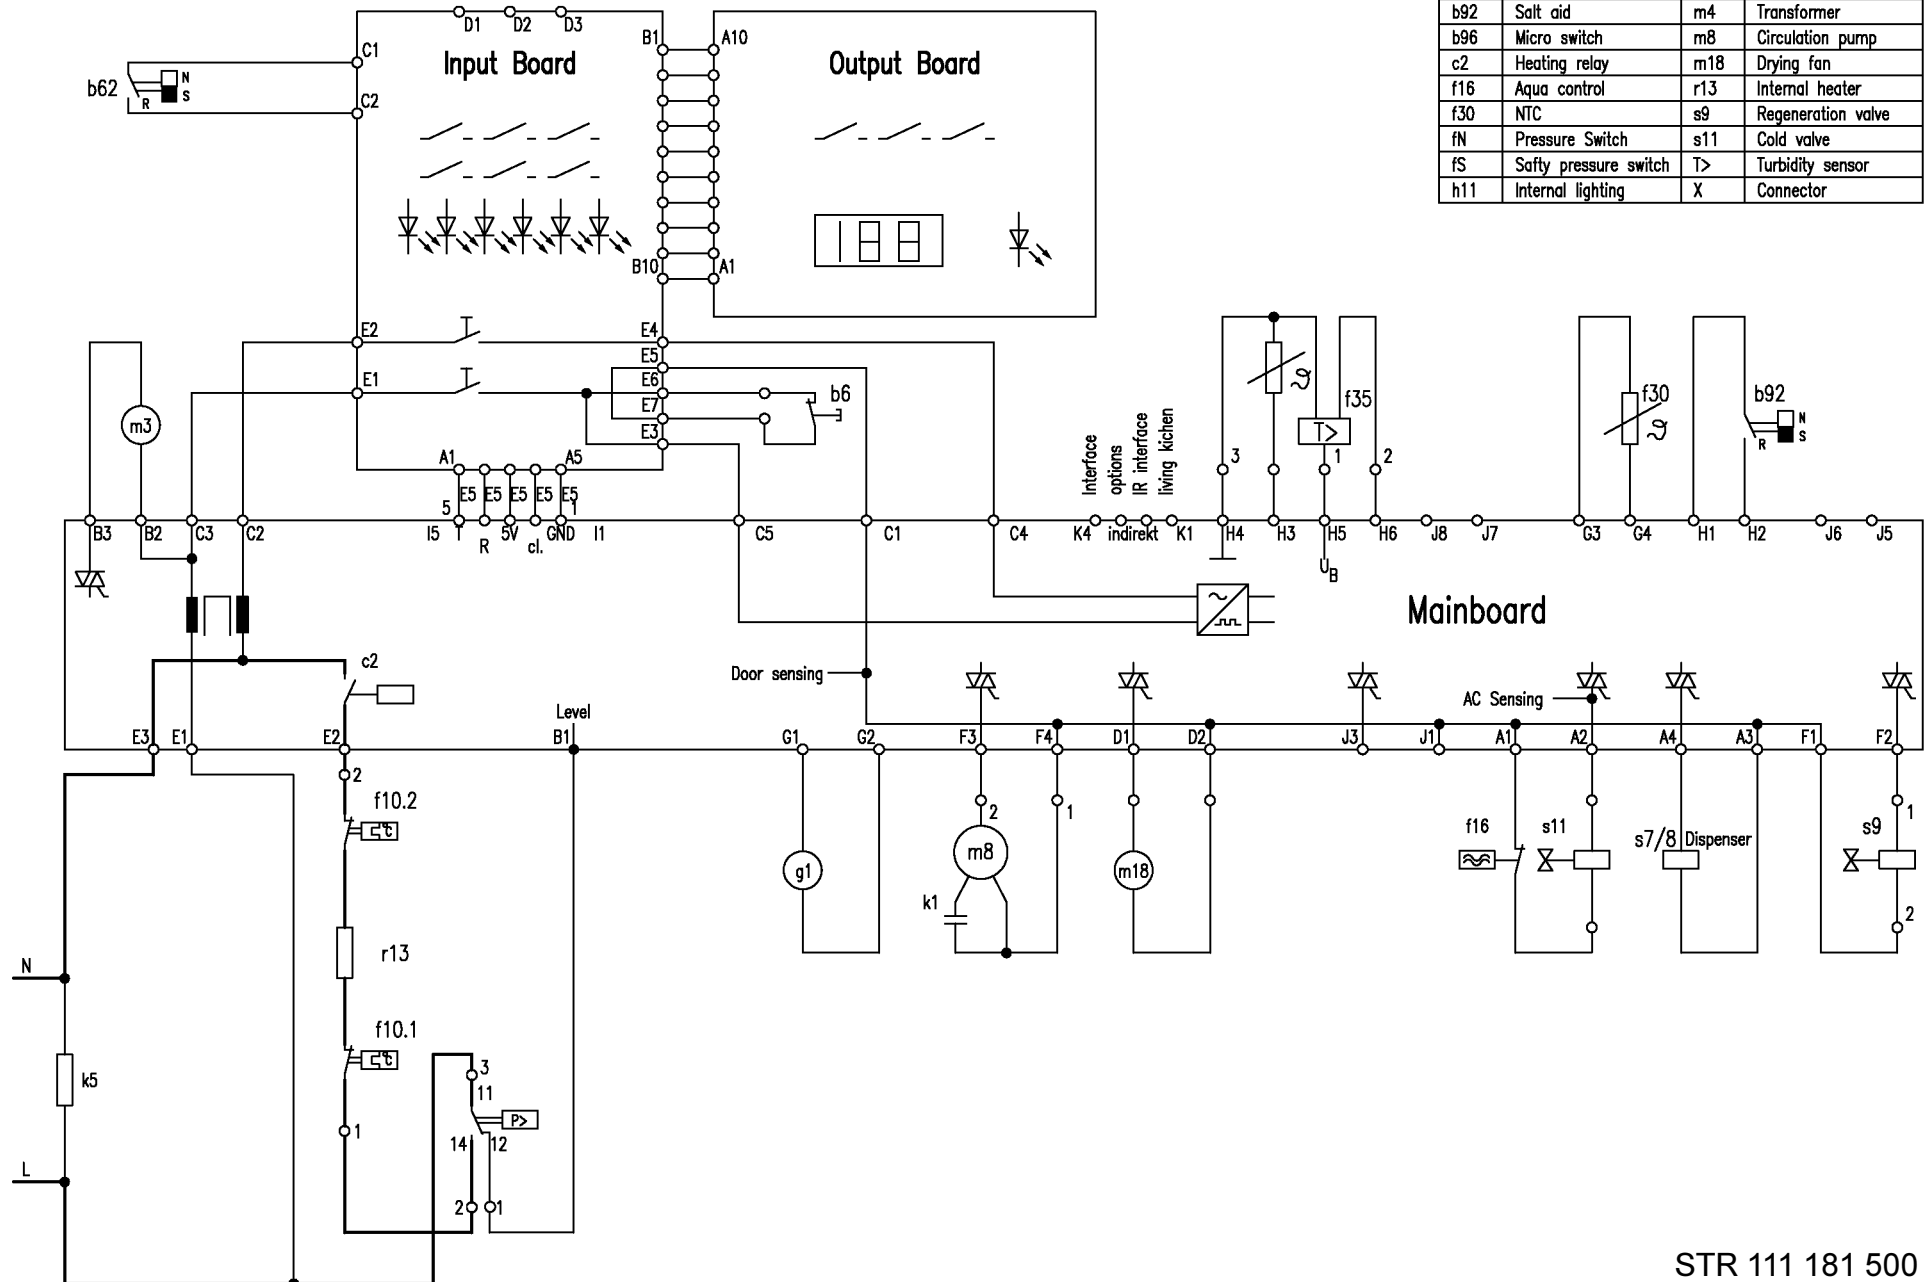 b92 Salt aid m4 Transformer
b96 Micro switch m8 Circulation pump
c2 Heating relay m18 Drying fan
f16 Aqua control r13 Internal heater
f30 NTC s9 Regeneration valve
fN Pressure Switch s11 Cold valve
fS Safty pressure switch T> Turbidity sensor
h11 Internal lighting X Connector
D1 D2 D3
C1 B1 A10
Input Board Output Board
b62 N
R S
C2
B10 A1
E2 E4
E5
E1 E6
E7 b6
E3
m3
f35 f30 b92
T>
N
R S
A1 A5
E5 E5 E5 E5 E5
5 1
Interface
options
IR interface
living kichen
3 1 2
B3 B2 C3 C2 I5 T R 5V cl. GND I1 C5 C1 C4 K4 indirekt K1 H4 H3 H5 H6 J8 J7 G3 G4 H1 H2 J6 J5
UB
Mainboard
c2
Door sensing
AC Sensing
Level
E3 E1 E2 B1 G1 G2 F3 F4 D1 D2 J3 J1 A1 A2 A4 A3 F1 F2
2
f10.2
°C
2 1 1
m8
g1 m18
k1
f16 s11 s7/8 Dispenser s9
2
N
r13
f10.1
°C
k5
3
11
P>
14 12
1
L
2 1
STR 111 181 500